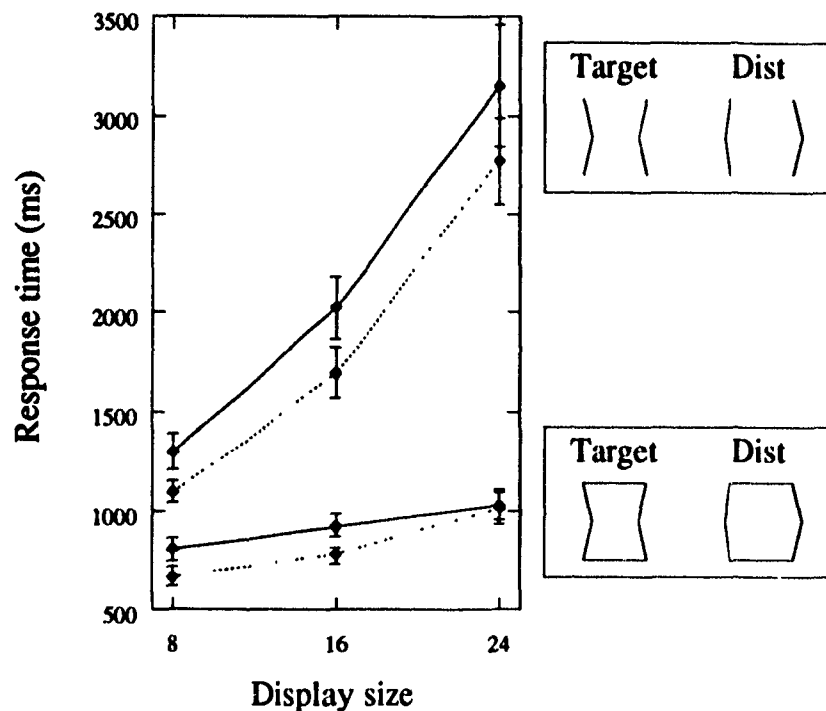 3500
3000
2500
2000
1500
1000
500
Response time (ms)
8 16 24
Display size
Target Dist
Target Dist